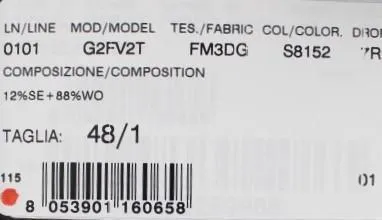 LN/LINE MOD/MODEL TES./FABRIC COL/COLOR.
0101 G2FV2T FM3DG S8152 7R
COMPOSIZIONE/COMPOSITION
12%SE+88%WO
TAGLIA: 48/1
115 01
8 053901 160658